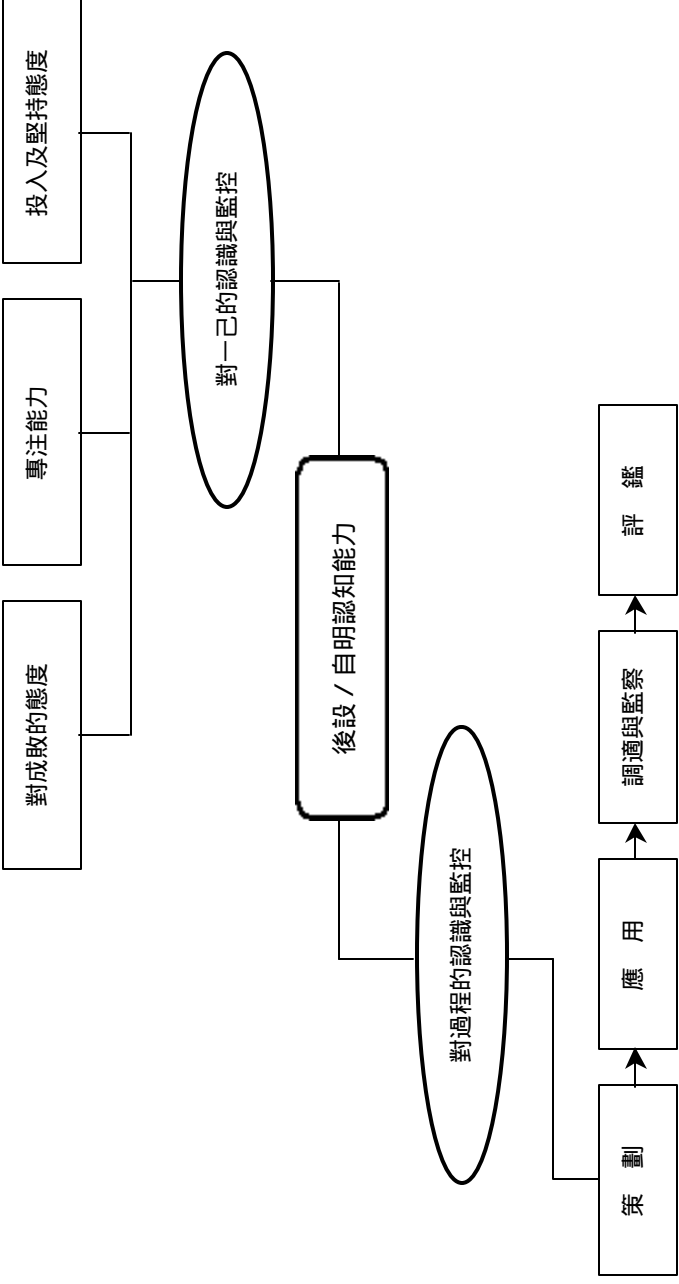 對成敗的態度
專注能力
投入及堅持態度
對一己的認識與監控
後設／自明認知能力
對過程的認識與監控
策 劃
應 用
調適與監察
評 鑑